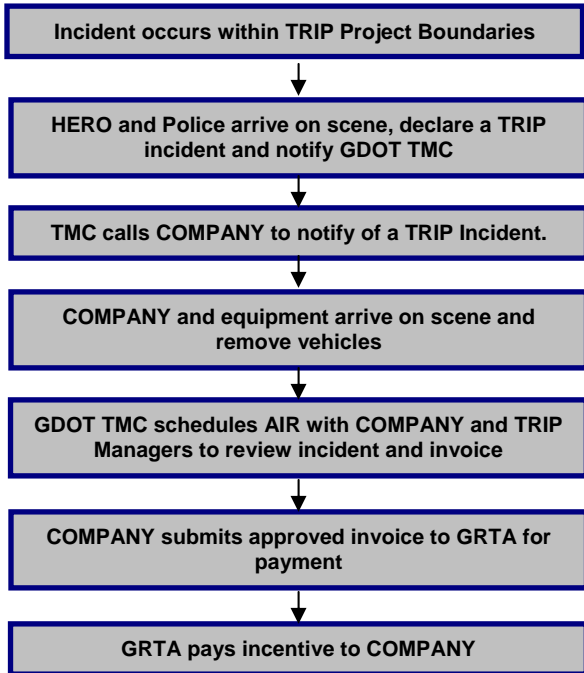 Incident occurs within TRIP Project Boundaries
HERO and Police arrive on scene, declare a TRIP
incident and notify GDOT TMC
TMC calls COMPANY to notify of a TRIP Incident.
COMPANY and equipment arrive on scene and
remove vehicles
GDOT TMC schedules AIR with COMPANY and TRIP
Managers to review incident and invoice
COMPANY submits approved invoice to GRTA for
payment
GRTA pays incentive to COMPANY